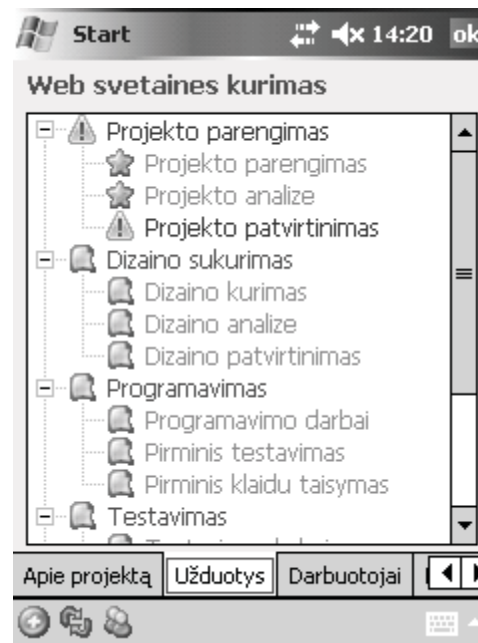 Start 14:20 ok
Web svetaines kurimas
Projekto parengimas
Projekto parengimas
Projekto analize
Projekto patvirtinimas
Dizaino sukurimas
Dizaino kurimas
Dizaino analize
Dizaino patvirtinimas
Programavimas
Programavimo darbai
Pirminis testavimas
Pirminis klaidu taisymas
Testavimas
Apie projektą Užduotys Darbuotojai